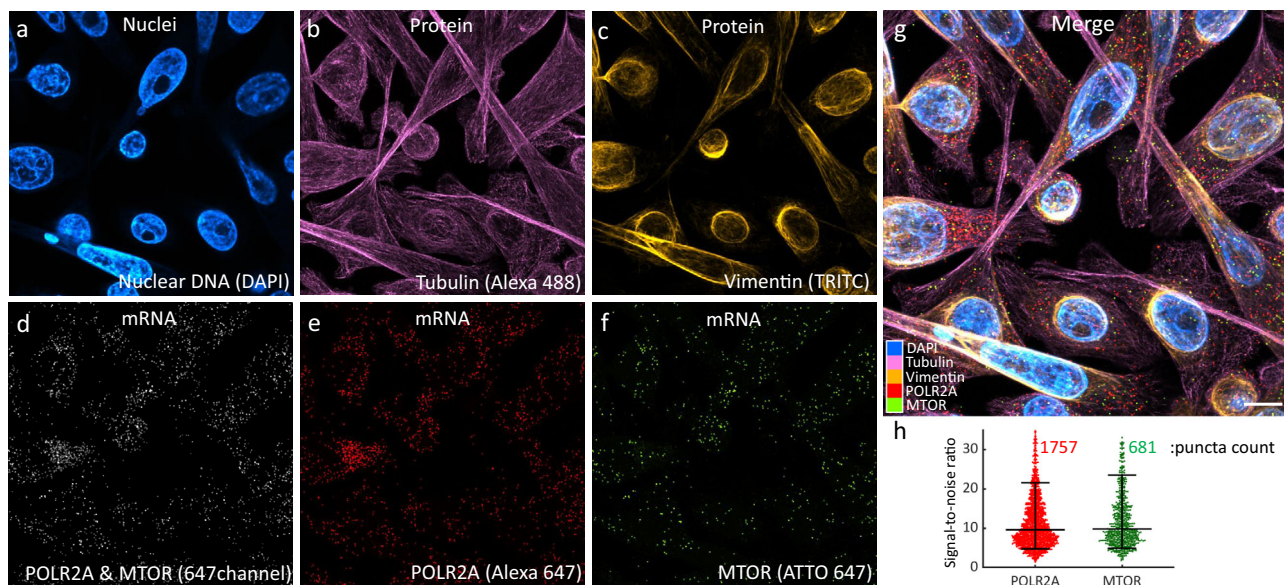 a
Nuclei
Nuclear DNA (DAPI)
b
Protein
Tubulin (Alexa 488)
c
Protein
Vimentin (TRITC)
d
mRNA
POLR2A & MTOR (647channel)
e
mRNA
POLR2A (Alexa 647)
f
mRNA
MTOR (ATTO 647)
g
Merge
DAPI
Tubulin
Vimentin
POLR2A
MTOR
h
1757
681
:puncta count
Signal-to-noise ratio
30
20
10
0
POLR2A
MTOR